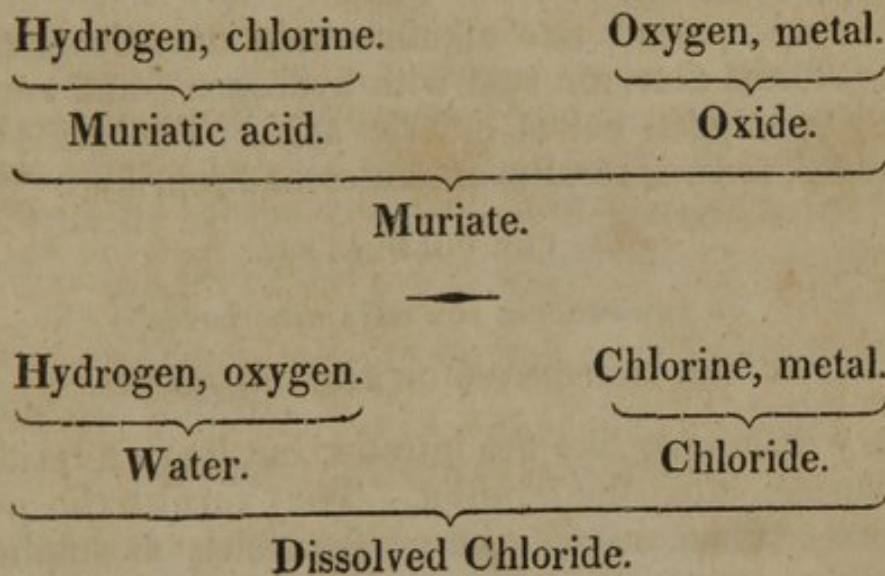 Hydrogen, chlorine. Oxygen, metal.
Muriatic acid. Oxide.
Muriate.
Hydrogen, oxygen. Chlorine, metal.
Water. Chloride.
Dissolved Chloride.